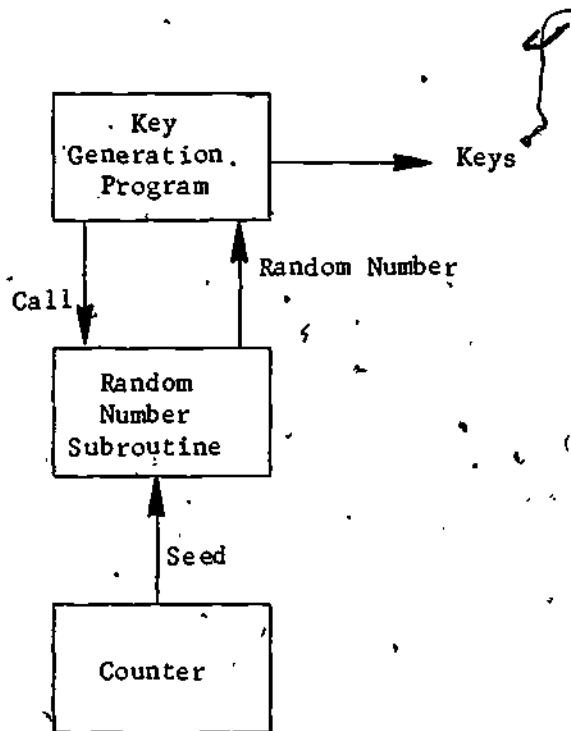 Key
Generation
Program
Keys
Random Number
Call
Random
Number
Subroutine
Seed
Counter